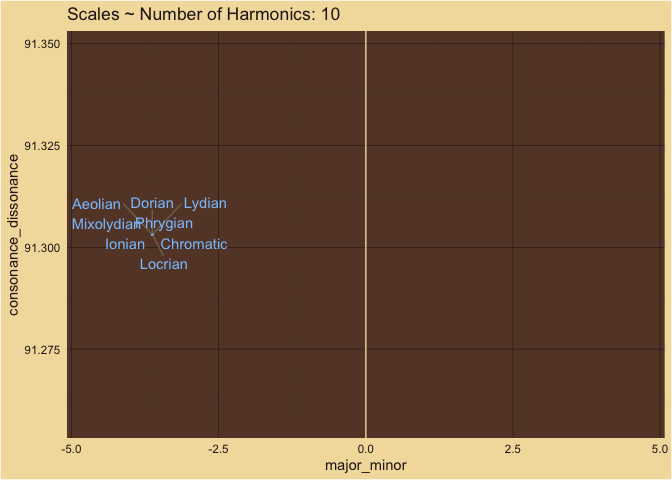 Scales ~ Number of Harmonics: 10
consonance_dissonance
91.350
91.325
91.300
91.275
Aeolian
Dorian
Lydian
Mixolydian
Phrygian
Ionian
Chromatic
Locrian
-5.0
-2.5
0.0
2.5
5.0
major_minor